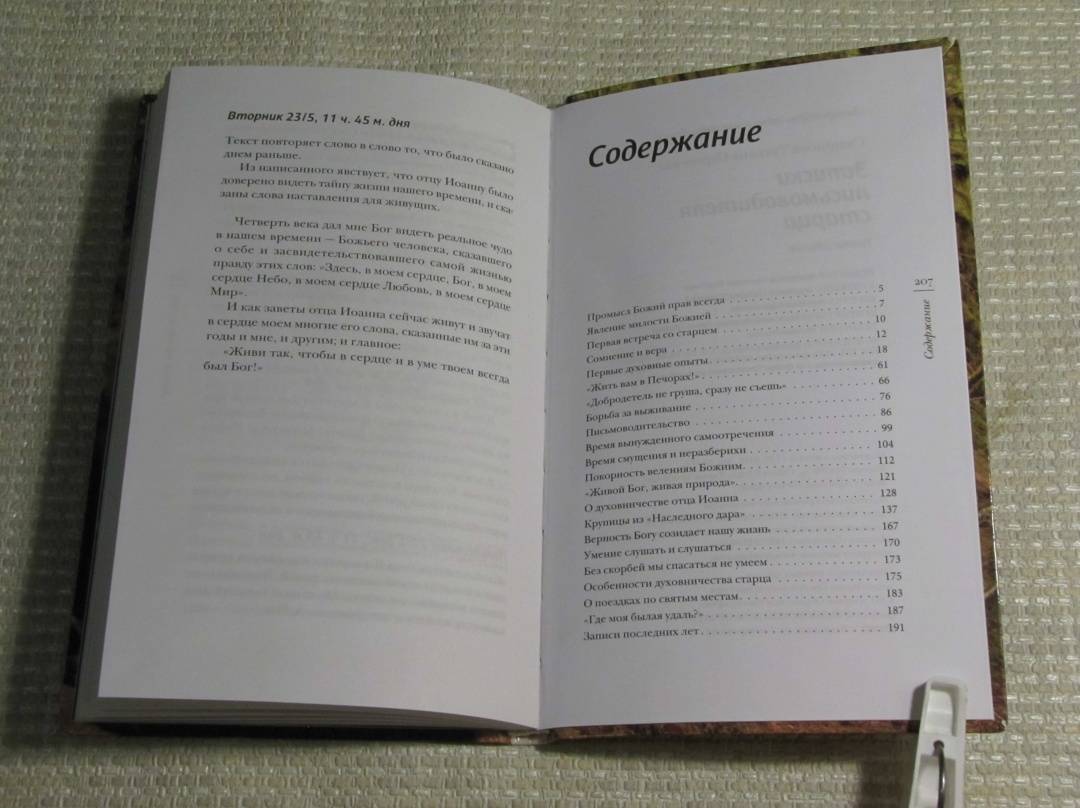 Вторник 23/5, 11 ч. 45 м. дня
Текст повторяет слово в слово то, что было сказано
днем раньше.
Из написанного явствует, что отцу Иоанну было
доверено видеть тайну жизни нашего времени, и ска-
заны слова наставления для живущих.
Четверть века дал мне Бог видеть реальное чудо
в нашем времени — Божьего человека, сказавшего
о себе и засвидетельствовавшего самой жизнью
правду этих слов: «Здесь, в моем сердце, Бог, в моем
сердце Небо, в моем сердце Любовь, в моем сердце
Мир».
И как заветы отца Иоанна сейчас живут и звучат
в сердце моем многие его слова, сказанные им за эти
годы и мне, и другим; и главное:
«Живи так, чтобы в сердце и в уме твоем всегда
был Бог!»
Содержание
Промысл Божий прав всегда . . . . . . . . . . . . . . . . . . . . 5
Явление милости Божией . . . . . . . . . . . . . . . . . . . . 7
Первая встреча со старцем . . . . . . . . . . . . . . . . . . . . 10
Сомнение и вера . . . . . . . . . . . . . . . . . . . . 12
Первые духовные опыты . . . . . . . . . . . . . . . . . . . . 18
«Жить вам в Печорах!» . . . . . . . . . . . . . . . . . . . . 61
«Добродетель не груша, сразу не съешь» . . . . . . . . . . . . 66
Борьба за выживание . . . . . . . . . . . . . . . . . . . . 76
Письмоводительство . . . . . . . . . . . . . . . . . . . . 86
Время вынужденного самоотречения . . . . . . . . . . . . . . 99
Время смущения и неразберихи . . . . . . . . . . . . . . . . 104
Покорность велениям Божиим . . . . . . . . . . . . . . . . 112
«Живой Бог, живая природа» . . . . . . . . . . . . . . . . 121
О духовничестве отца Иоанна . . . . . . . . . . . . . . . . 128
Крупицы из «Наследного дара» . . . . . . . . . . . . . . . . 137
Верность Богу созидает нашу жизнь . . . . . . . . . . . . . . 167
Умение слушать и слушаться . . . . . . . . . . . . . . . . 170
Без скорбей мы спасаться не умеем . . . . . . . . . . . . . . 173
Особенности духовничества старца . . . . . . . . . . . . . . 175
О поездках по святым местам . . . . . . . . . . . . . . . . 183
«Где моя былая удаль?» . . . . . . . . . . . . . . . . . . 187
Записи последних лет . . . . . . . . . . . . . . . . . . . . 191
207
Содержание